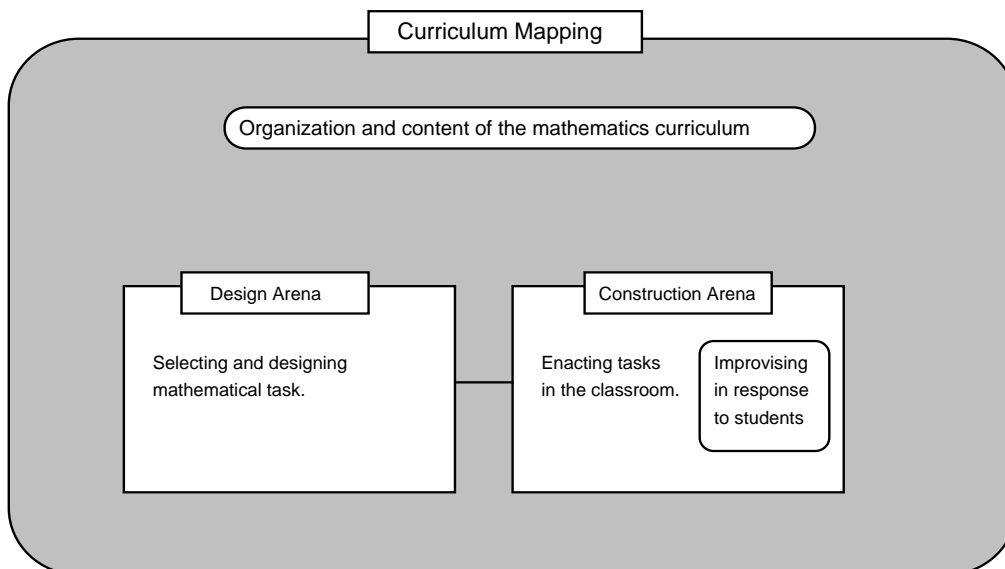 Curriculum Mapping
Organization and content of the mathematics curriculum
Design Arena
Selecting and designing
mathematical task.
Construction Arena
Enacting tasks
in the classroom.
Improvising
in response
to students